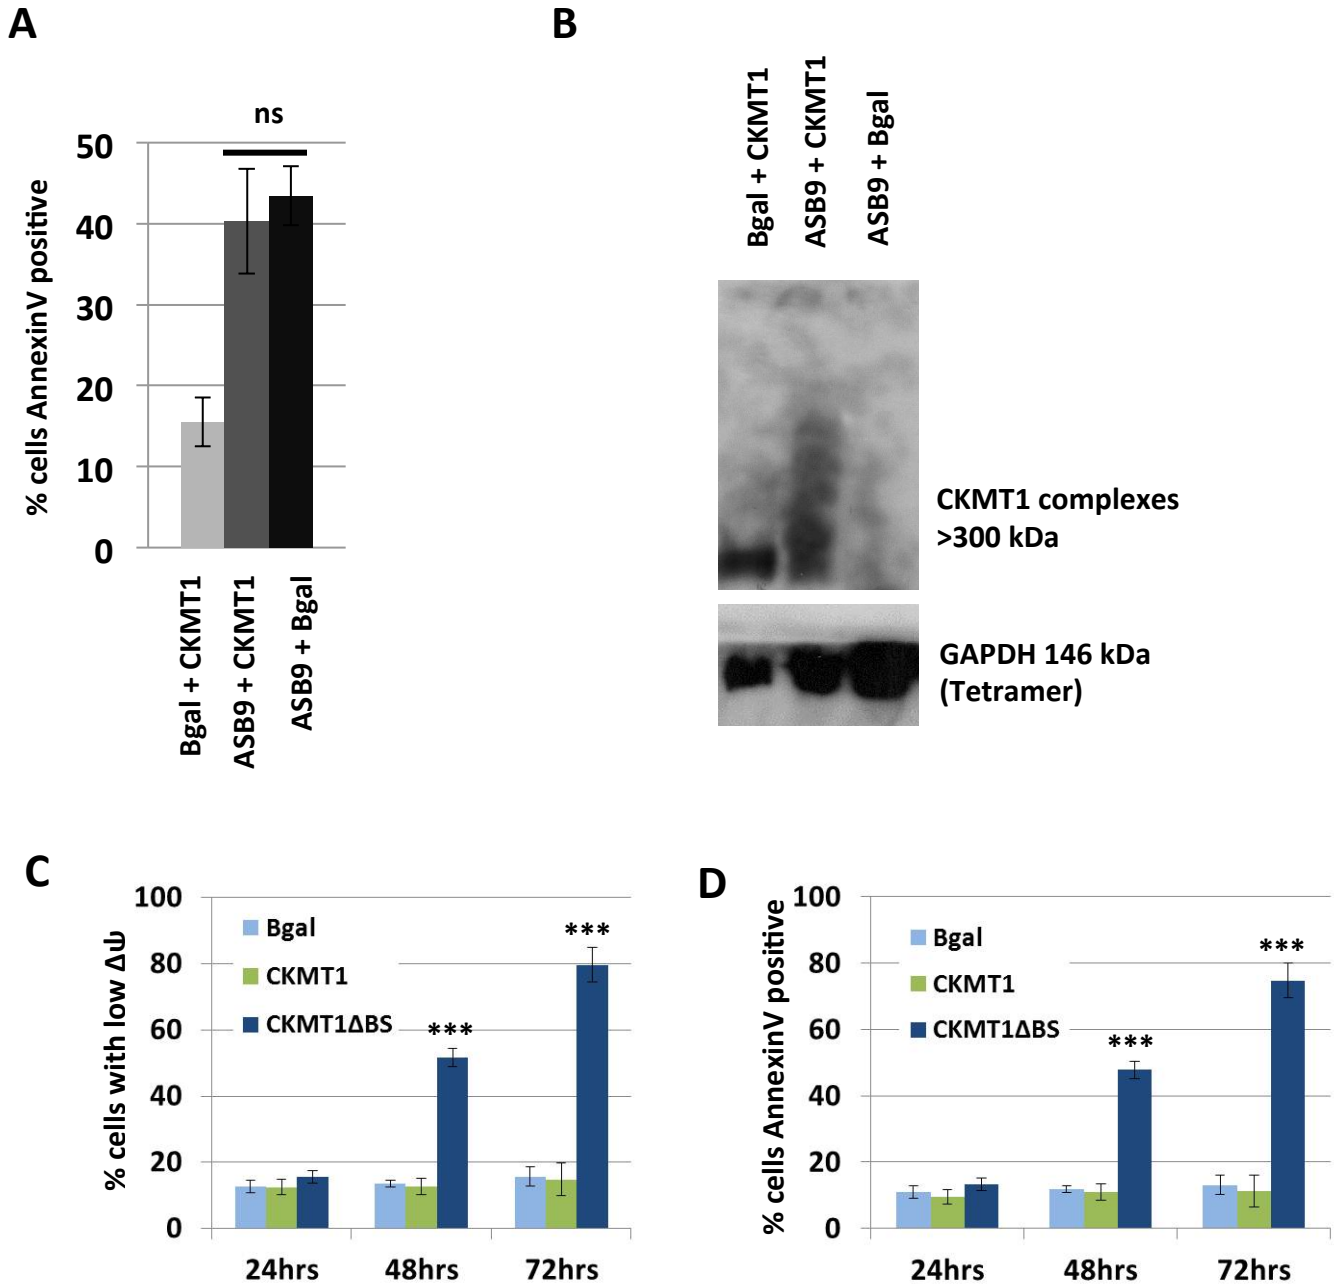 A
ns
50
40
30
20
10
0
% cells AnnexinV positive
Bgal + CKMT1
ASB9 + CKMT1
ASB9 + Bgal
B
Bgal + CKMT1
ASB9 + CKMT1
ASB9 + Bgal
CKMT1 complexes
>300 kDa
GAPDH 146 kDa
(Tetramer)
C
100
80
60
40
20
0
% cells with low Δψ
Bgal
CKMT1
CKMT1ΔBS
***
***
24hrs
48hrs
72hrs
D
100
80
60
40
20
0
% cells AnnexinV positive
Bgal
CKMT1
CKMT1ΔBS
***
***
24hrs
48hrs
72hrs